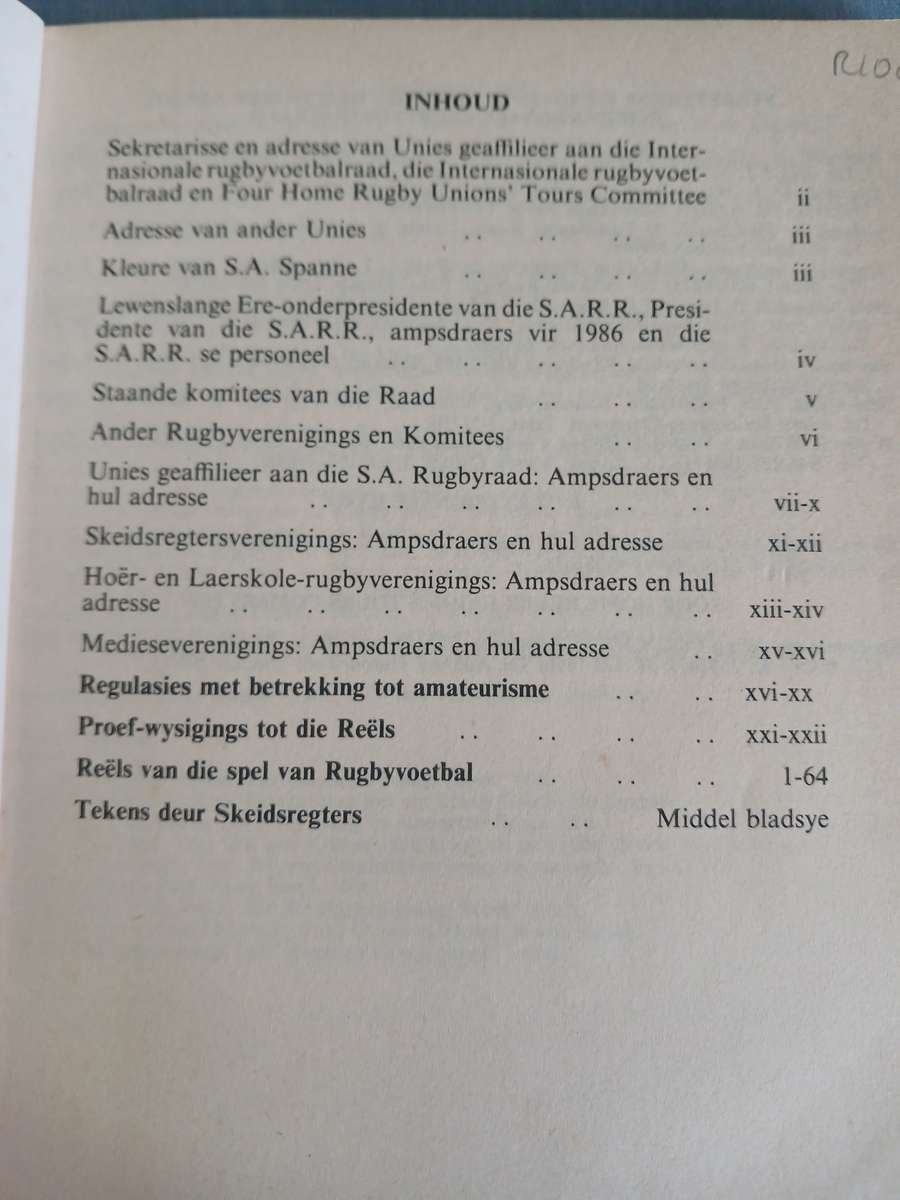 INHOUD
Sekretarisse en adresse van Unies geaffilieer aan die Inter-
nasionale rugbyvoetbalraad, die Internasionale rugbyvoet-
balraad en Four Home Rugby Unions' Tours Committee ii
Adresse van ander Unies .. .. .. .. iii
Kleure van S.A. Spanne .. .. .. .. iii
Lewenslange Ere-onderpresidente van die S.A.R.R., Presi-
dente van die S.A.R.R., ampsdraers vir 1986 en die
S.A.R.R. se personeel .. .. .. .. .. iv
Staande komitees van die Raad .. .. .. v
Ander Rugbyverenigings en Komitees .. .. vi
Unies geaffilieer aan die S.A. Rugbyraad: Ampsdraers en
hul adresse .. .. .. .. .. .. vii-x
Skeidsregtersverenigings: Ampsdraers en hul adresse xi-xii
Hoër- en Laerskole-rugbyverenigings: Ampsdraers en hul
adresse .. .. .. .. .. .. .. xiii-xiv
Medieseverenigings: Ampsdraers en hul adresse .. xv-xvi
Regulasies met betrekking tot amateurisme .. .. xvi-xx
Proef-wysigings tot die Reëls .. .. .. .. xxi-xxii
Reëls van die spel van Rugbyvoetbal .. .. .. 1-64
Tekens deur Skeidsregters .. .. Middel bladsye